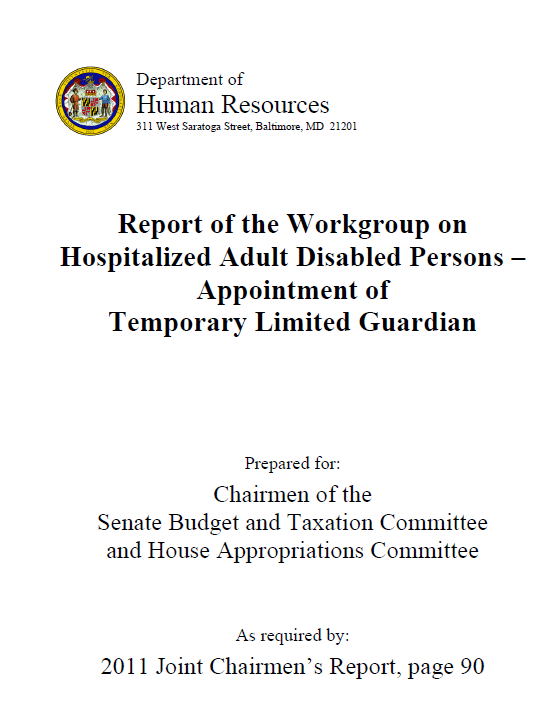 Department of
Human Resources
311 West Saratoga Street, Baltimore, MD  21201
Report of the Workgroup on
Hospitalized Adult Disabled Persons –
Appointment of
Temporary Limited Guardian
Prepared for:
Chairmen of the
Senate Budget and Taxation Committee
and House Appropriations Committee
As required by:
2011 Joint Chairmen’s Report, page 90